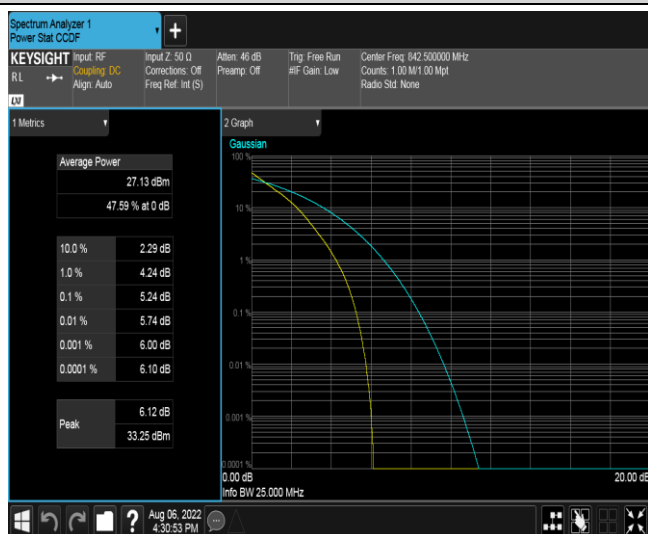 Spectrum Analyzer 1
Power Stat CCDF
+
KEYSIGHT
Input: RF
Input Z: 50 Ω
Atten: 46 dB
Trig: Free Run
Center Freq: 842.500000 MHz
RL
Coupling: DC
Corrections: Off
Preamp: Off
#IF Gain: Low
Counts: 1.00 M/1.00 Mpt
Align: Auto
Freq Ref: Int (S)
Radio Std: None
LXI
1 Metrics
2 Graph
Gaussian
Average Power
27.13 dBm
47.59 % at 0 dB
10.0 % 2.29 dB
1.0 % 4.24 dB
0.1 % 5.24 dB
0.01 % 5.74 dB
0.001 % 6.00 dB
0.0001 % 6.10 dB
Peak
6.12 dB
33.25 dBm
100 %
10 %
1 %
0.1 %
0.01 %
0.001 %
0.0001 %
0.00 dB
20.00 dB
Info BW 25.000 MHz
?
Aug 06, 2022
4:30:53 PM